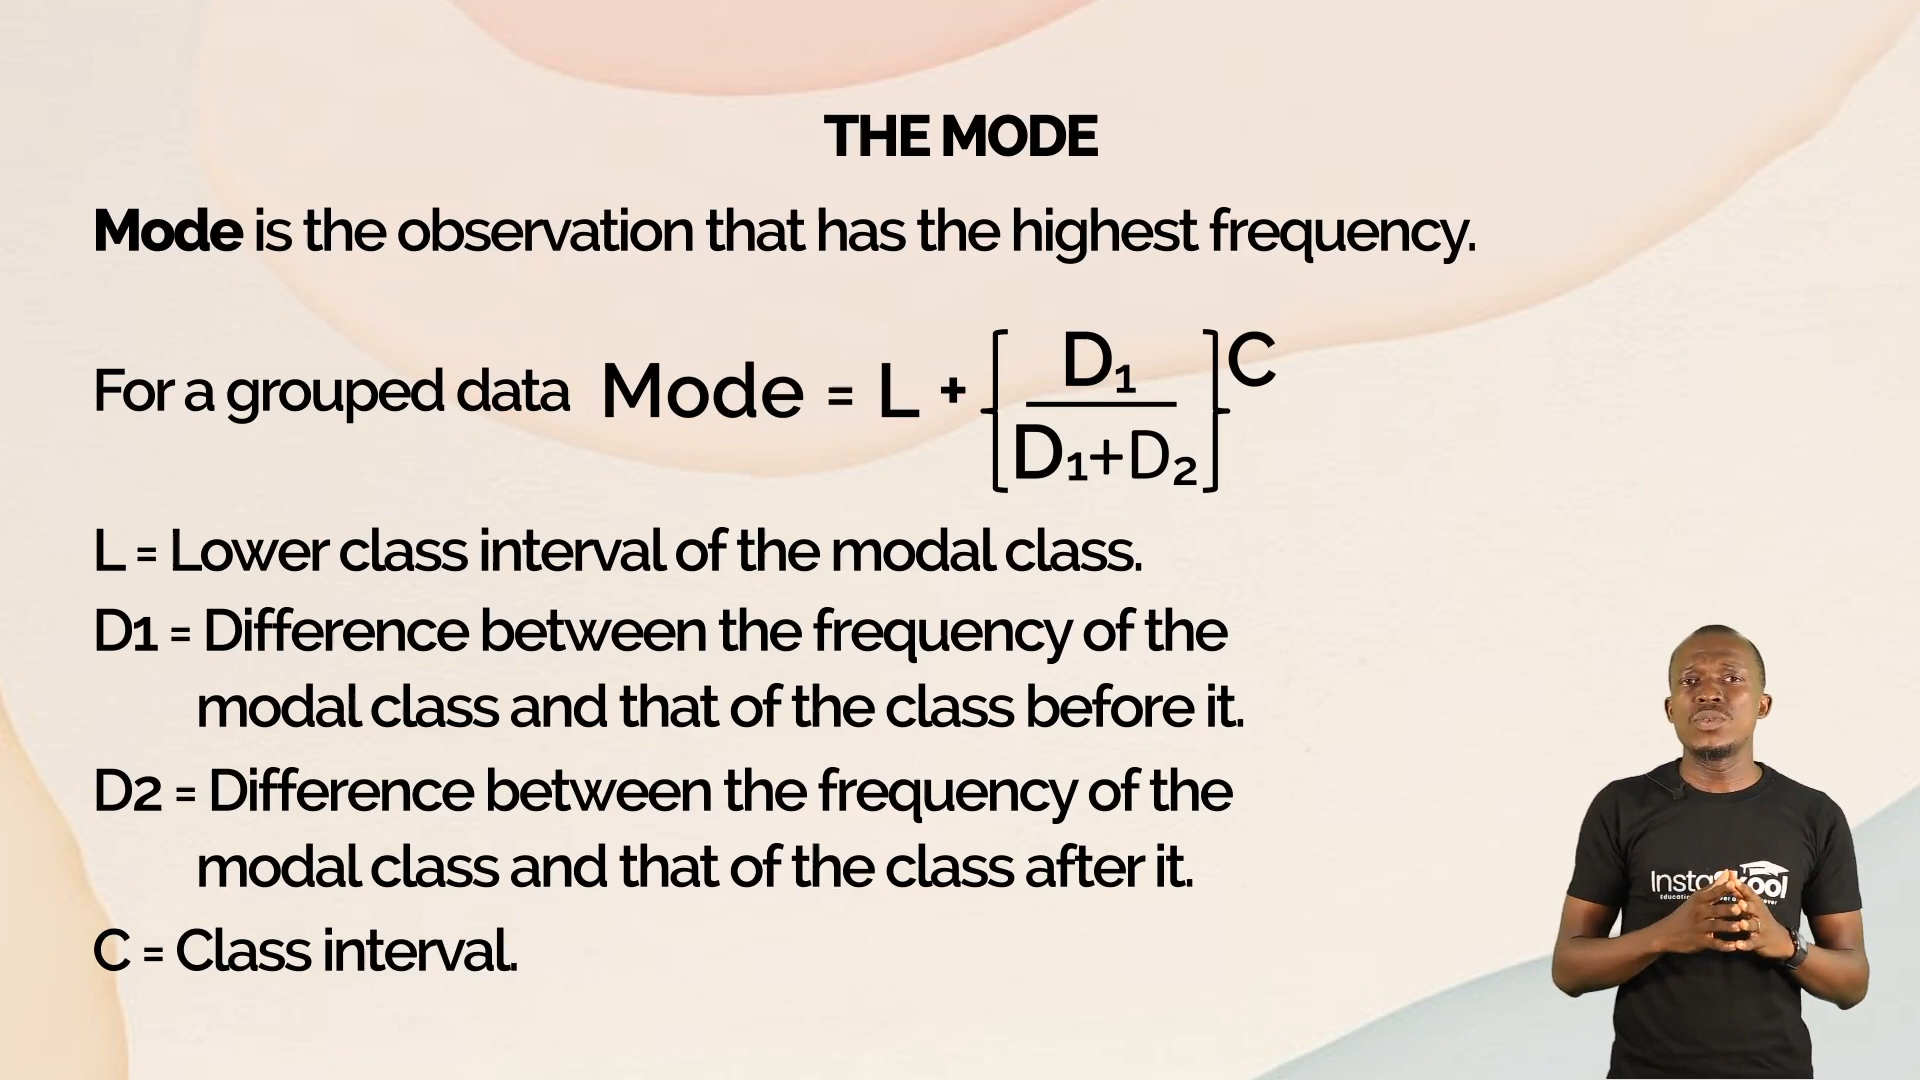 THE MODE
Mode is the observation that has the highest frequency.
For a grouped data Mode = L + [ D₁ / D₁+D₂ ] C
L = Lower class interval of the modal class.
D1 = Difference between the frequency of the
modal class and that of the class before it.
D2 = Difference between the frequency of the
modal class and that of the class after it.
C = Class interval.